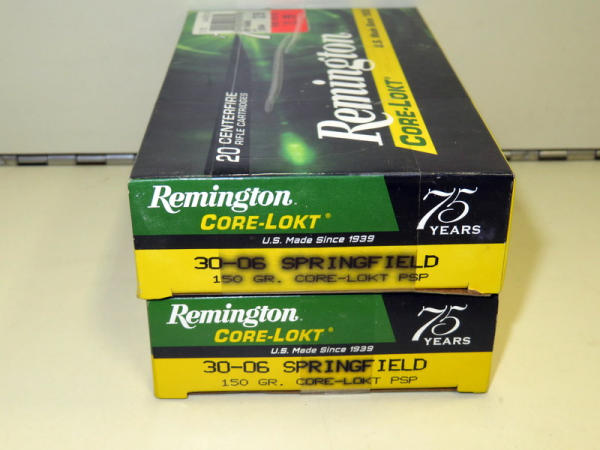 20 CENTERFIRE
RIFLE CARTRIDGES
Remington
CORE-LOKT
U.S. Made Since
Remington
CORE-LOKT®
U.S. Made Since 1939
75
YEARS
30-06 SPRINGFIELD
150 GR. CORE-LOKT PSP
Remington
CORE-LOKT®
U.S. Made Since 1939
75
YEARS
30-06 SPRINGFIELD
150 GR. CORE-LOKT PSP